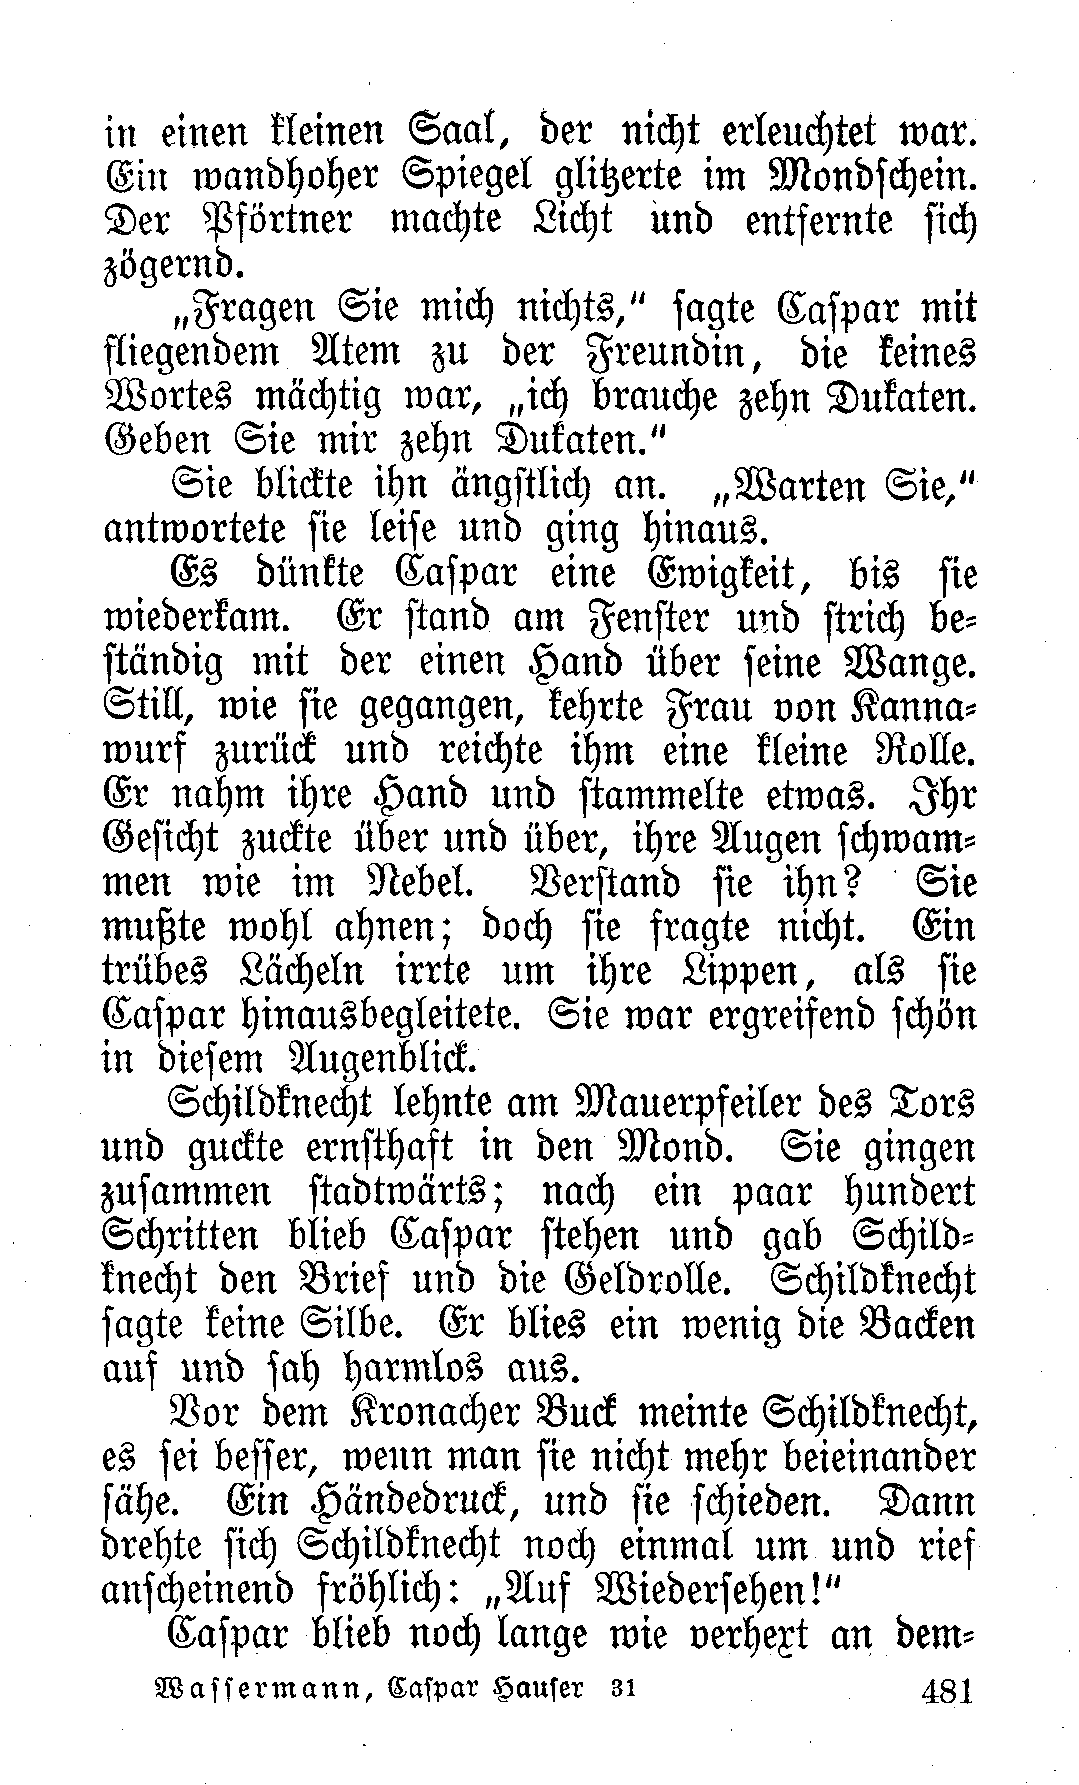 in einen kleinen Saal, der nicht erleuchtet war.
Ein wandhoher Spiegel glitzerte im Mondschein.
Der Pförtner machte Licht und entfernte sich
zögernd.
„Fragen Sie mich nichts,“ sagte Caspar mit
fliegendem Atem zu der Freundin, die keines
Wortes mächtig war, „ich brauche zehn Dukaten.
Geben Sie mir zehn Dukaten.“
Sie blickte ihn ängstlich an. „Warten Sie,“
antwortete sie leise und ging hinaus.
Es dünkte Caspar eine Ewigkeit, bis sie
wiederkam. Er stand am Fenster und strich be-
ständig mit der einen Hand über seine Wange.
Still, wie sie gegangen, kehrte Frau von Kanna-
wurf zurück und reichte ihm eine kleine Rolle.
Er nahm ihre Hand und stammelte etwas. Ihr
Gesicht zuckte über und über, ihre Augen schwam-
men wie im Nebel. Verstand sie ihn? Sie
mußte wohl ahnen; doch sie fragte nicht. Ein
trübes Lächeln irrte um ihre Lippen, als sie
Caspar hinausbegleitete. Sie war ergreifend schön
in diesem Augenblick.
Schildknecht lehnte am Mauerpfeiler des Tors
und guckte ernsthaft in den Mond. Sie gingen
zusammen stadtwärts; nach ein paar hundert
Schritten blieb Caspar stehen und gab Schild-
knecht den Brief und die Geldrolle. Schildknecht
sagte keine Silbe. Er blies ein wenig die Backen
auf und sah harmlos aus.
Vor dem Kronacher Buck meinte Schildknecht,
es sei besser, wenn man sie nicht mehr beieinander
sähe. Ein Händedruck, und sie schieden. Dann
drehte sich Schildknecht noch einmal um und rief
anscheinend fröhlich: „Auf Wiedersehen!“
Caspar blieb noch lange wie verhext an dem-
Wassermann, Caspar Hauser 31 481